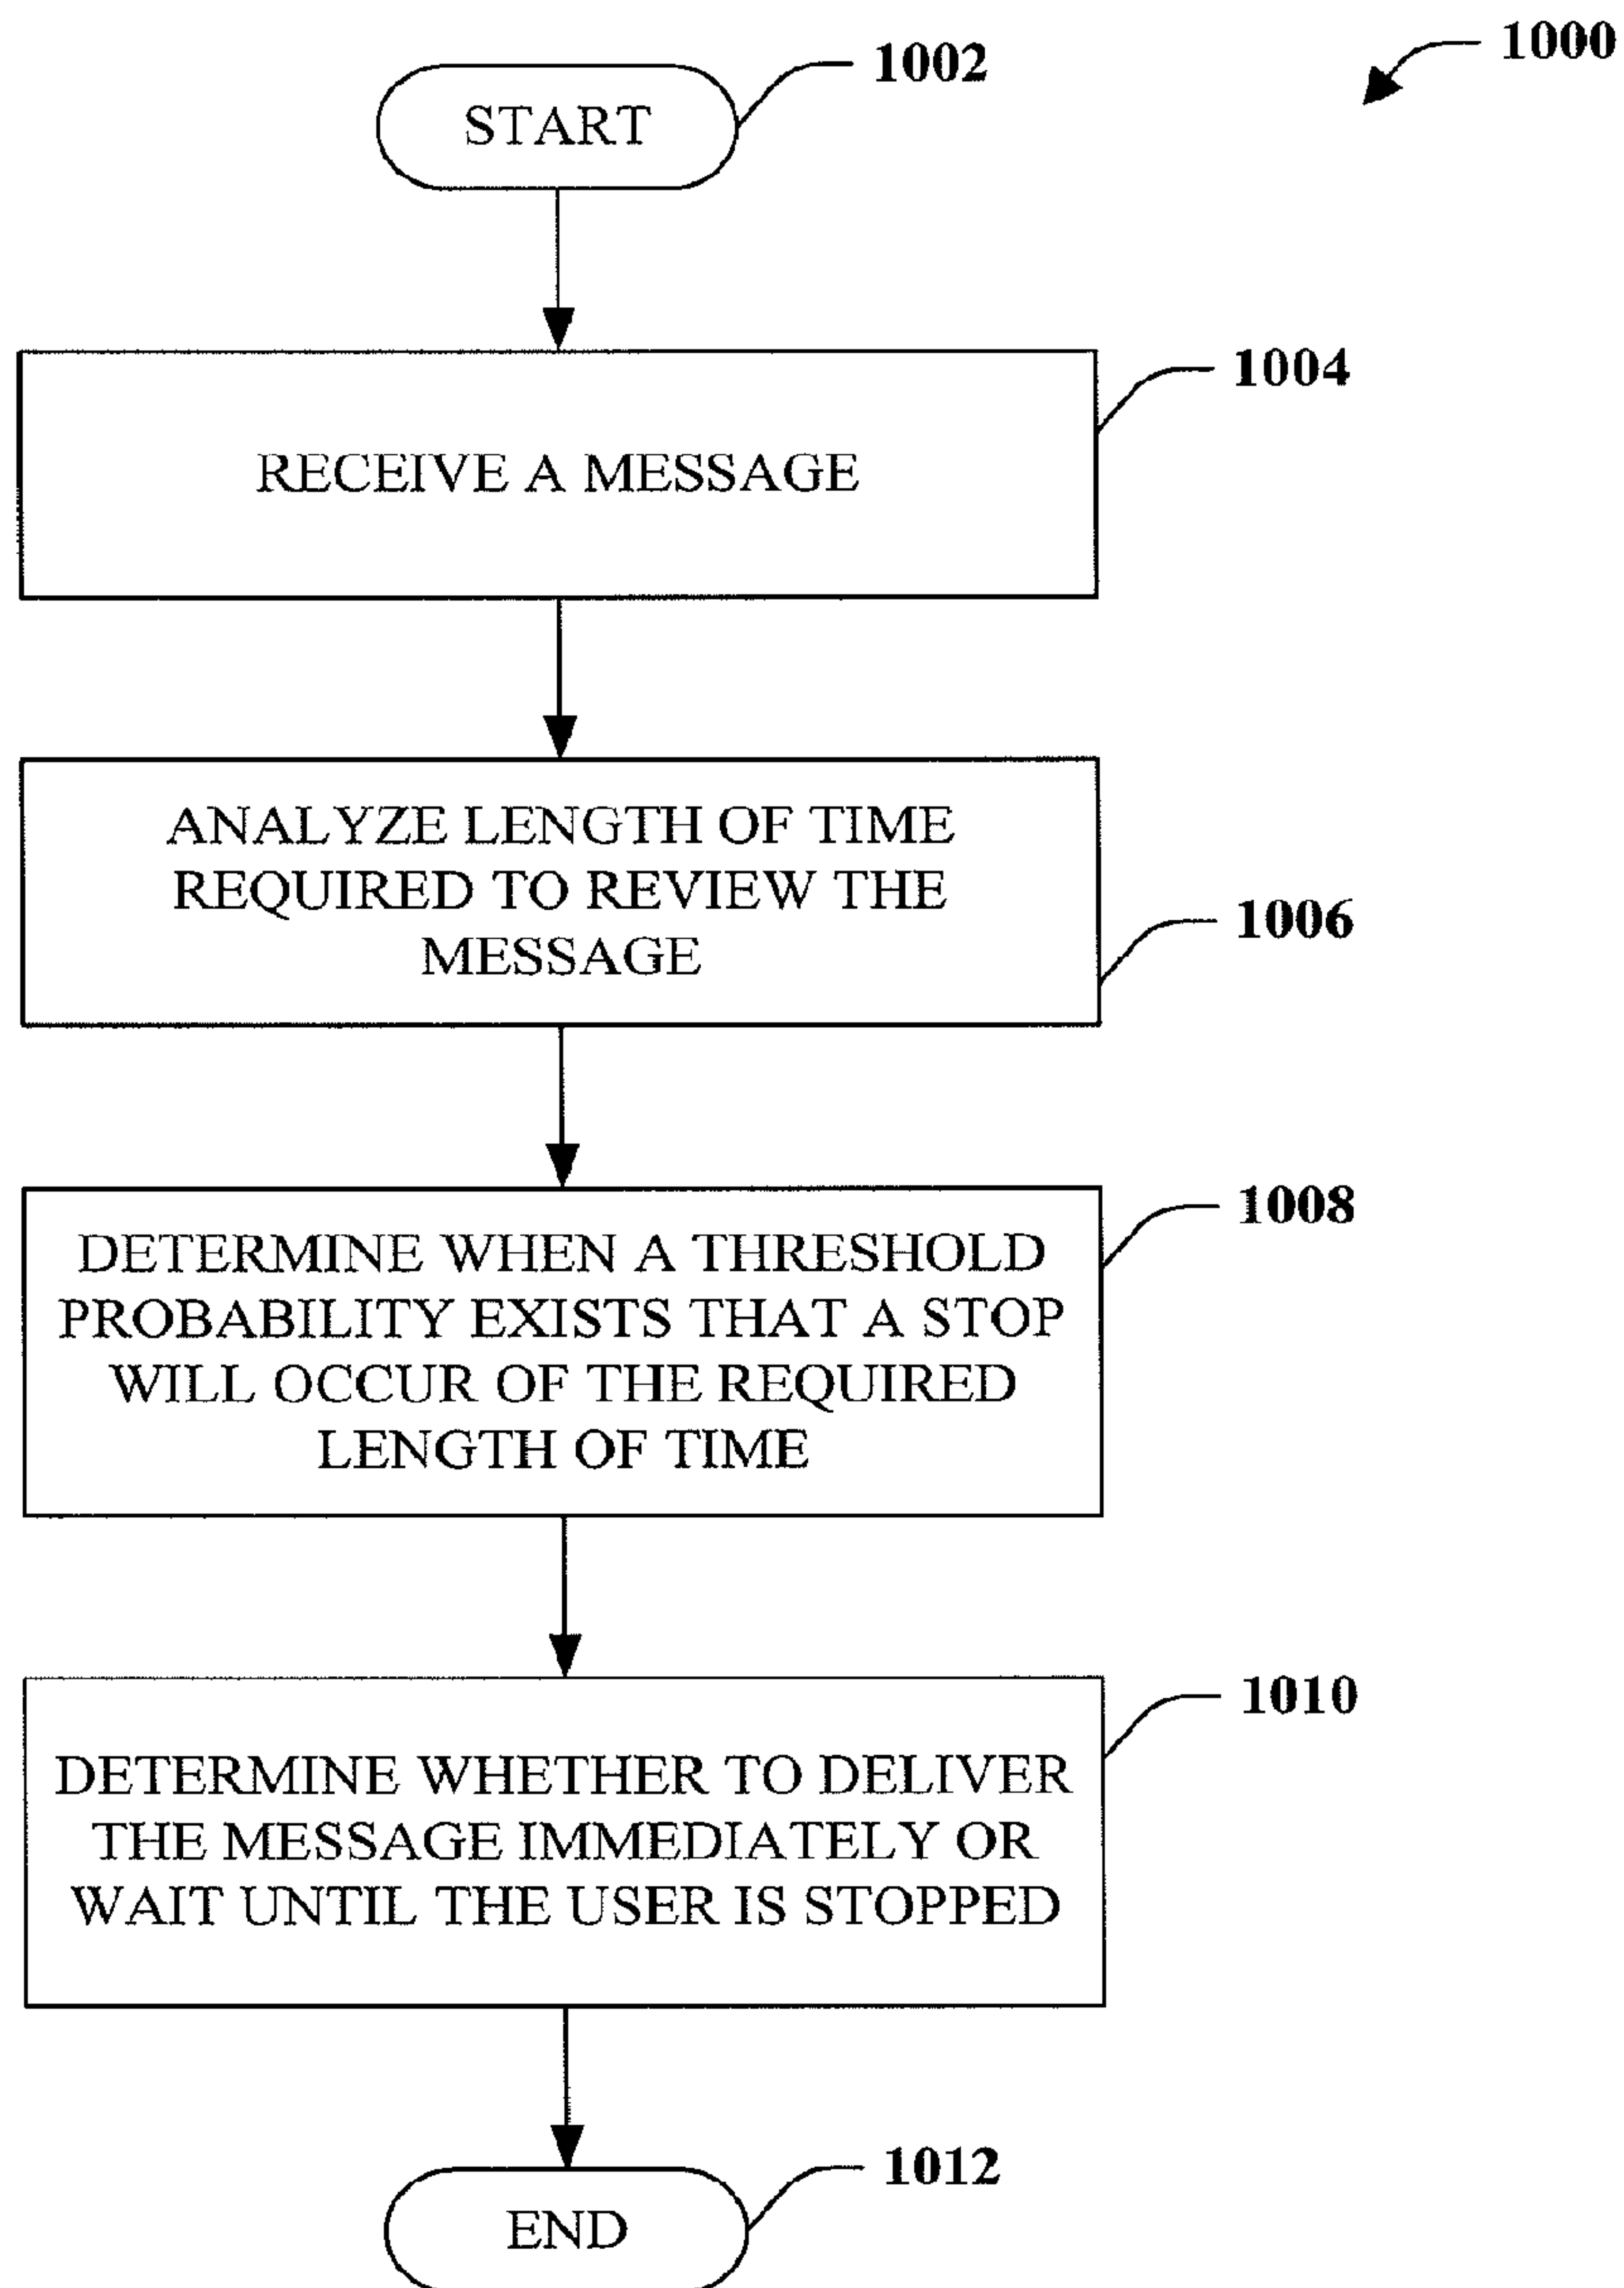 1000
1002
START
1004
RECEIVE A MESSAGE
ANALYZE LENGTH OF TIME
REQUIRED TO REVIEW THE
MESSAGE
1006
1008
DETERMINE WHEN A THRESHOLD
PROBABILITY EXISTS THAT A STOP
WILL OCCUR OF THE REQUIRED
LENGTH OF TIME
1010
DETERMINE WHETHER TO DELIVER
THE MESSAGE IMMEDIATELY OR
WAIT UNTIL THE USER IS STOPPED
1012
END